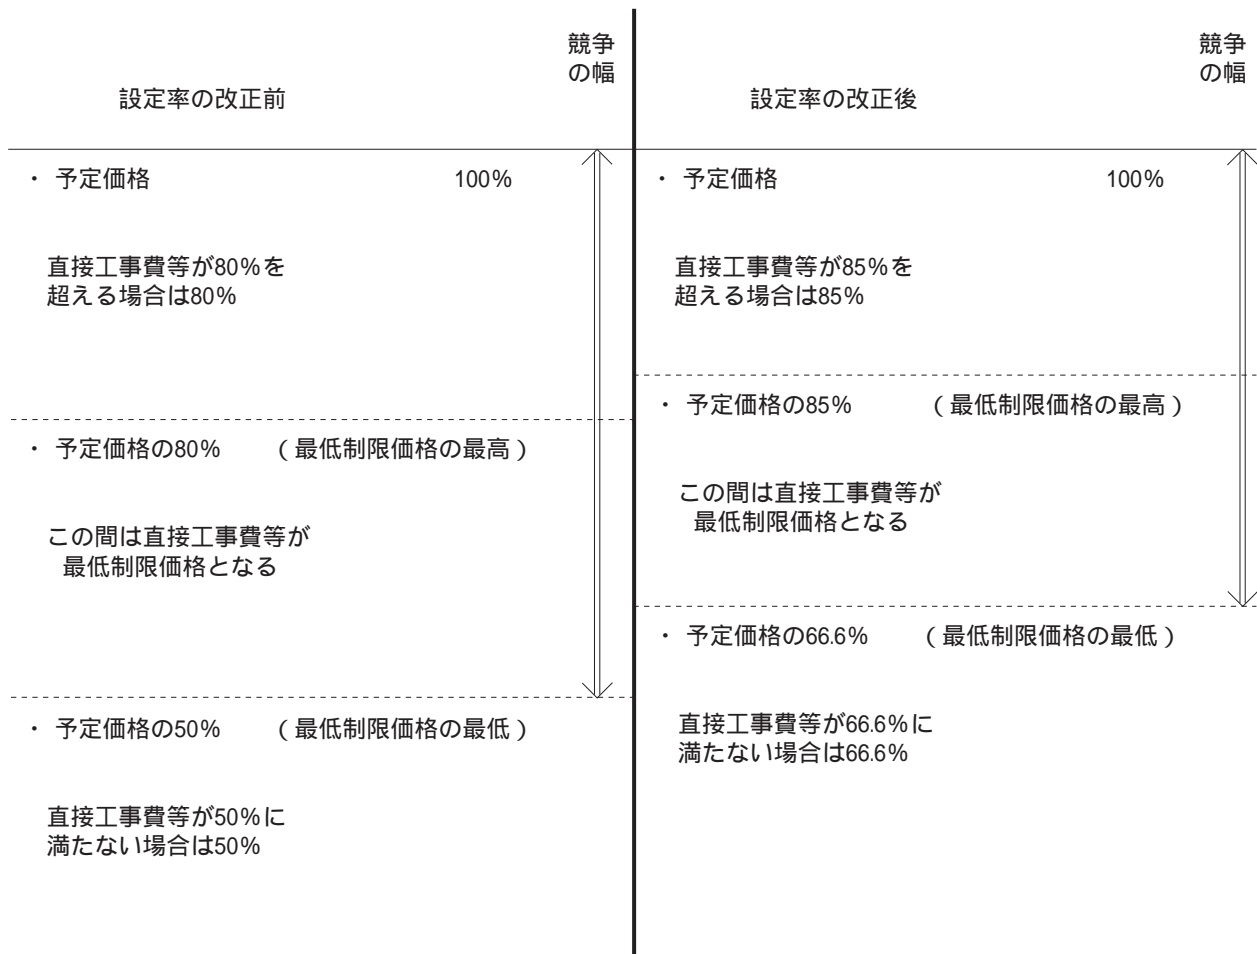 競争
の幅
設定率の改正前
・ 予定価格 100%
直接工事費等が80%を
超える場合は80%
・ 予定価格の80% （最低制限価格の最高）
この間は直接工事費等が
最低制限価格となる
・ 予定価格の50% （最低制限価格の最低）
直接工事費等が50%に
満たない場合は50%
競争
の幅
設定率の改正後
・ 予定価格 100%
直接工事費等が85%を
超える場合は85%
・ 予定価格の85% （最低制限価格の最高）
この間は直接工事費等が
最低制限価格となる
・ 予定価格の66.6% （最低制限価格の最低）
直接工事費等が66.6%に
満たない場合は66.6%